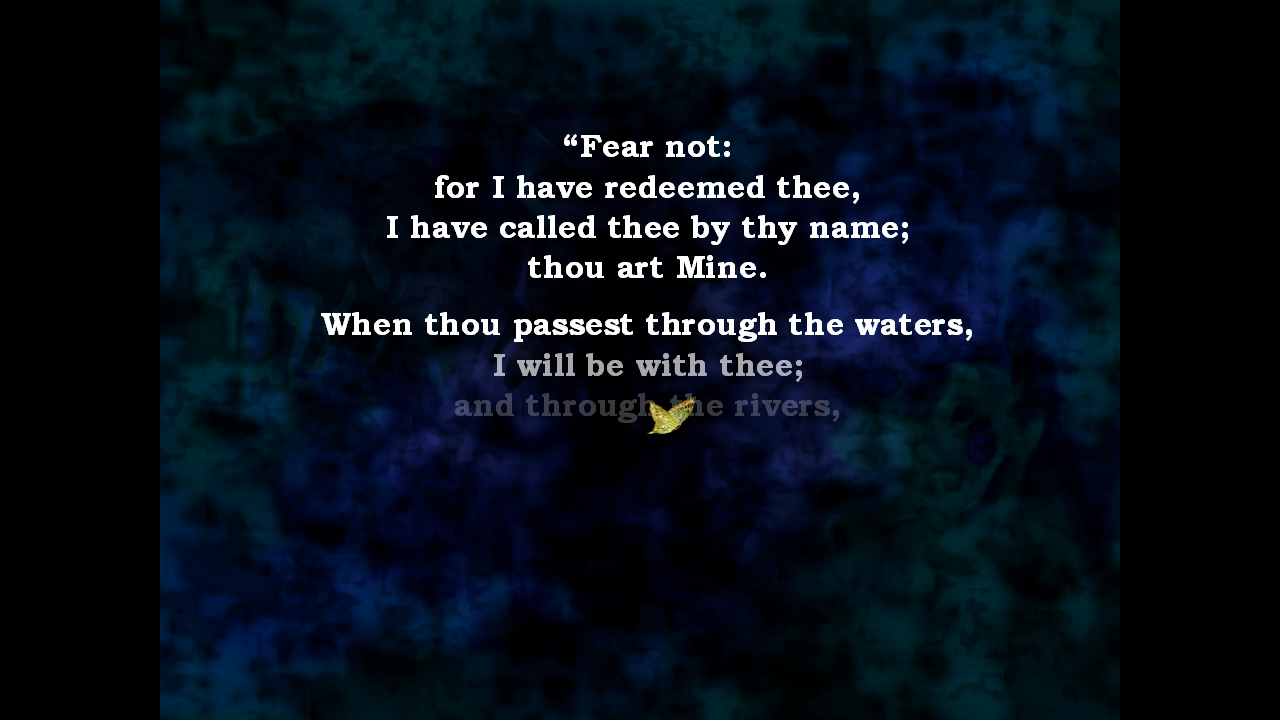 “Fear not:
for I have redeemed thee,
I have called thee by thy name;
thou art Mine.
When thou passest through the waters,
I will be with thee;
and through the rivers,